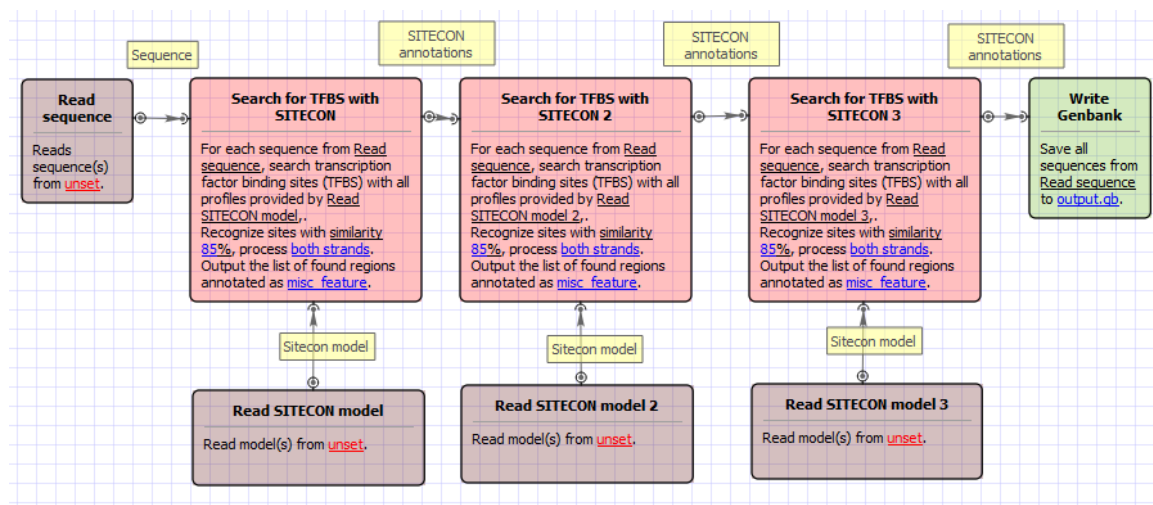 Sequence
SITECON
annotations
SITECON
annotations
SITECON
annotations
Read
sequence
Reads
sequence(s)
from unset.
Search for TFBS with
SITECON
For each sequence from Read
sequence, search transcription
factor binding sites (TFBS) with all
profiles provided by Read
SITECON model,.
Recognize sites with similarity
85%, process both strands.
Output the list of found regions
annotated as misc_feature.
Search for TFBS with
SITECON 2
For each sequence from Read
sequence, search transcription
factor binding sites (TFBS) with all
profiles provided by Read
SITECON model 2,.
Recognize sites with similarity
85%, process both strands.
Output the list of found regions
annotated as misc_feature.
Search for TFBS with
SITECON 3
For each sequence from Read
sequence, search transcription
factor binding sites (TFBS) with all
profiles provided by Read
SITECON model 3,.
Recognize sites with similarity
85%, process both strands.
Output the list of found regions
annotated as misc_feature.
Write
Genbank
Save all
sequences from
Read sequence
to output.gb.
Sitecon model
Sitecon model
Sitecon model
Read SITECON model
Read model(s) from unset.
Read SITECON model 2
Read model(s) from unset.
Read SITECON model 3
Read model(s) from unset.